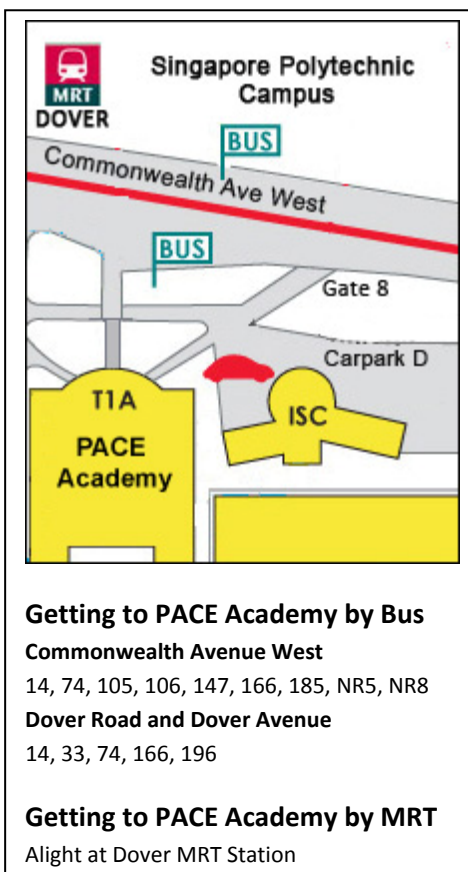 MRT
DOVER
Singapore Polytechnic
Campus
BUS
Commonwealth Ave West
BUS
Gate 8
Carpark D
T1A
PACE
Academy
ISC
Getting to PACE Academy by Bus
Commonwealth Avenue West
14, 74, 105, 106, 147, 166, 185, NR5, NR8
Dover Road and Dover Avenue
14, 33, 74, 166, 196
Getting to PACE Academy by MRT
Alight at Dover MRT Station